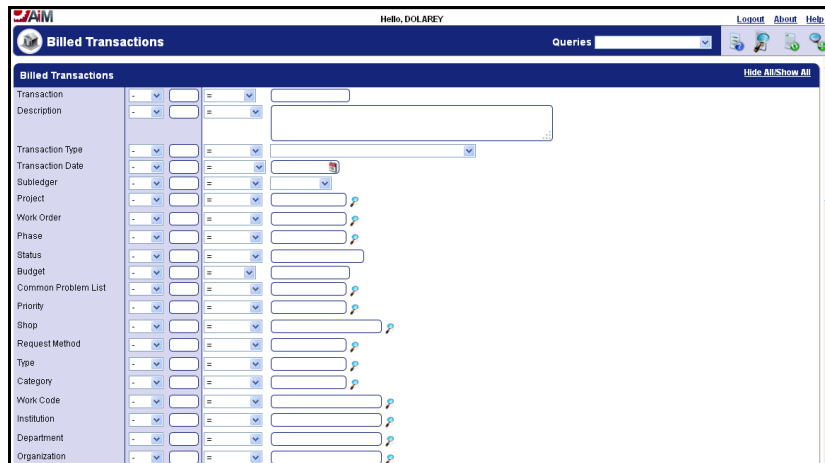 AiM Hello, DOLAREY Logout About Help
Billed Transactions Queries
Billed Transactions Hide All/Show All
Transaction - =
Description - =
Transaction Type - =
Transaction Date - =
Subledger - =
Project - =
Work Order - =
Phase - =
Status - =
Budget - =
Common Problem List - =
Priority - =
Shop - =
Request Method - =
Type - =
Category - =
Work Code - =
Institution - =
Department - =
Organization - =